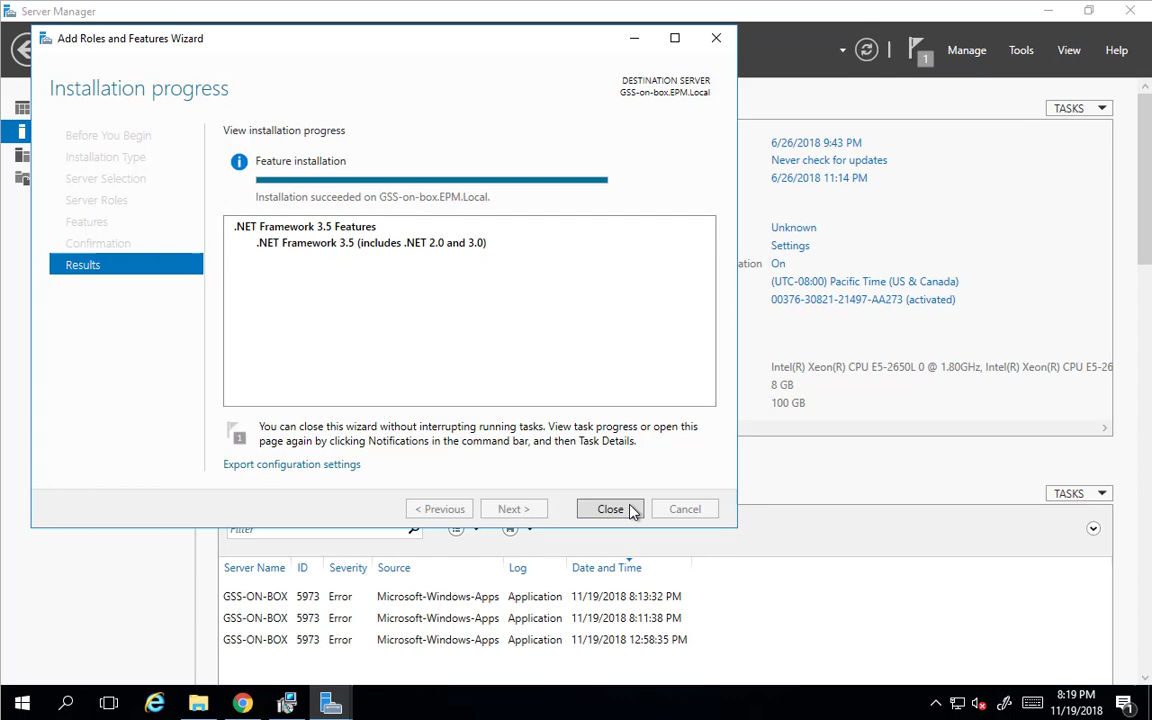 Server Manager
Add Roles and Features Wizard
1
Manage
Tools
View
Help
Installation progress
DESTINATION SERVER
GSS-on-box.EPM.Local
TASKS
Before You Begin
Installation Type
Server Selection
Server Roles
Features
Confirmation
Results
View installation progress
Feature installation
Installation succeeded on GSS-on-box.EPM.Local.
.NET Framework 3.5 Features
.NET Framework 3.5 (includes .NET 2.0 and 3.0)
6/26/2018 9:43 PM
Never check for updates
6/26/2018 11:14 PM
Unknown
Settings
ation
On
(UTC-08:00) Pacific Time (US & Canada)
00376-30821-21497-AA273 (activated)
Intel(R) Xeon(R) CPU E5-2650L 0 @ 1.80GHz, Intel(R) Xeon(R) CPU E5-26
8 GB
100 GB
1
You can close this wizard without interrupting running tasks. View task progress or open this
page again by clicking Notifications in the command bar, and then Task Details.
Export configuration settings
< Previous
Next >
Close
Cancel
TASKS
Filter
Server Name ID Severity Source Log Date and Time
GSS-ON-BOX 5973 Error Microsoft-Windows-Apps Application 11/19/2018 8:13:32 PM
GSS-ON-BOX 5973 Error Microsoft-Windows-Apps Application 11/19/2018 8:11:38 PM
GSS-ON-BOX 5973 Error Microsoft-Windows-Apps Application 11/19/2018 12:58:35 PM
8:19 PM
11/19/2018
1